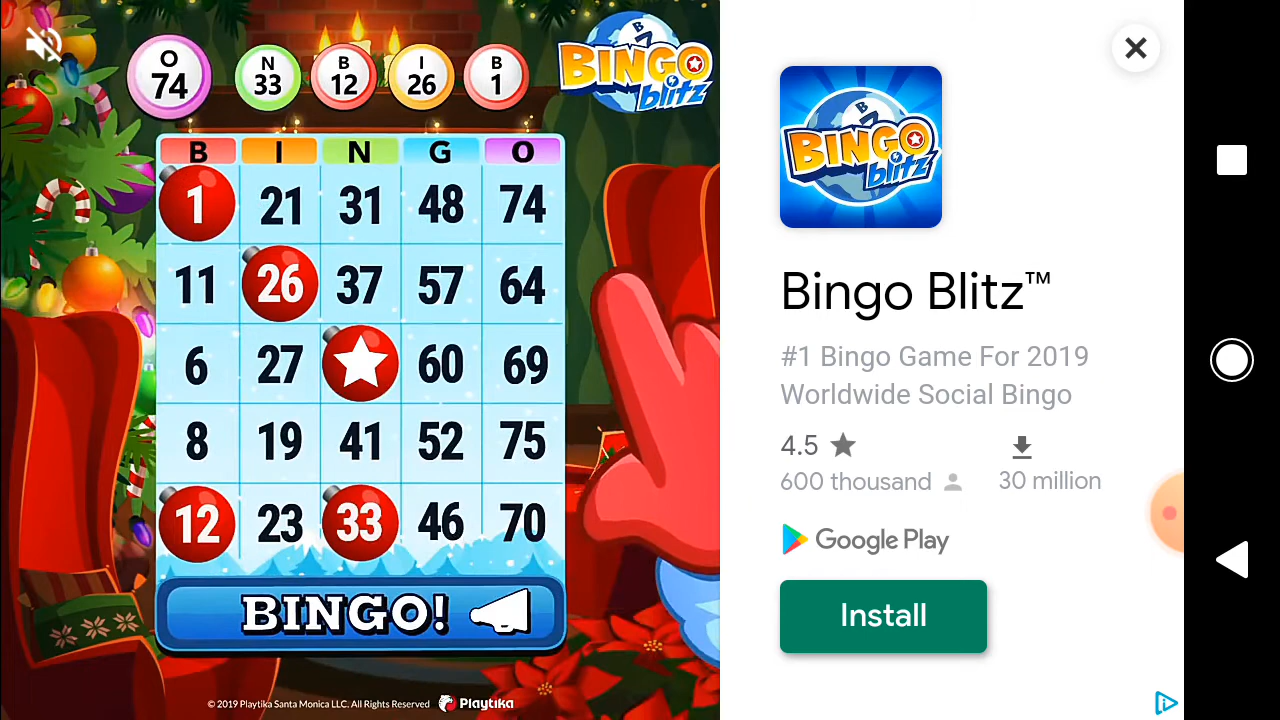 O
74
N
33
B
12
I
26
B
1
B
BINGO
blitz
B I N G O
1 21 31 48 74
11 26 37 57 64
6 27 60 69
8 19 41 52 75
12 23 33 46 70
BINGO!
© 2019 Playtika Santa Monica LLC. All Rights Reserved Playtika
B
BINGO
blitz
Bingo Blitz™
#1 Bingo Game For 2019
Worldwide Social Bingo
4.5
600 thousand
30 million
Google Play
Install